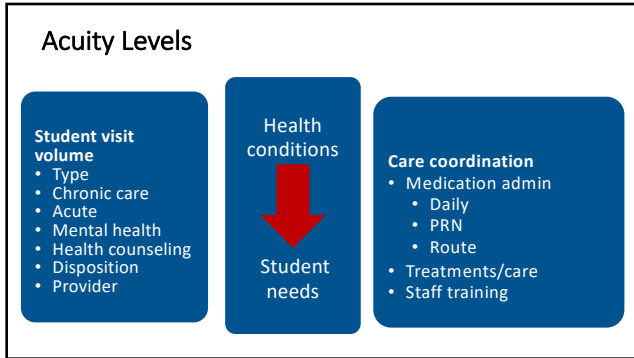 Acuity Levels
Student visit
volume
• Type
• Chronic care
• Acute
• Mental health
• Health counseling
• Disposition
• Provider
Health
conditions
Student
needs
Care coordination
• Medication admin
• Daily
• PRN
• Route
• Treatments/care
• Staff training